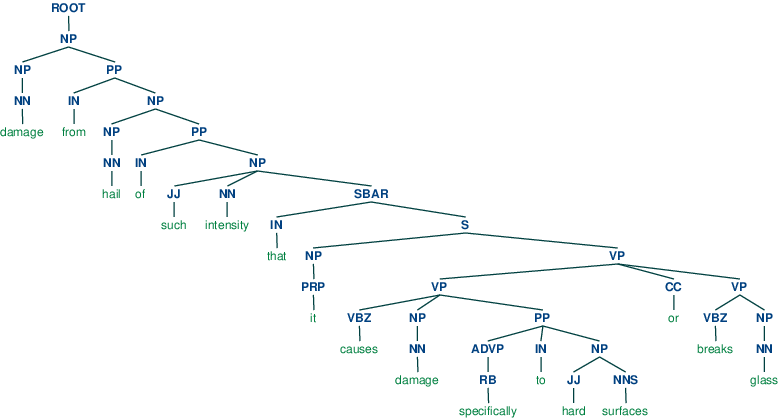 ROOT
NP
NP PP
NN IN NP
damage from NP PP
NN IN NP
hail of JJ NN SBAR
such intensity IN S
that NP VP
PRP VP CC VP
it VBZ NP PP or VBZ NP
causes NN ADVP IN NP breaks NN
damage RB to JJ NNS glass
specifically hard surfaces